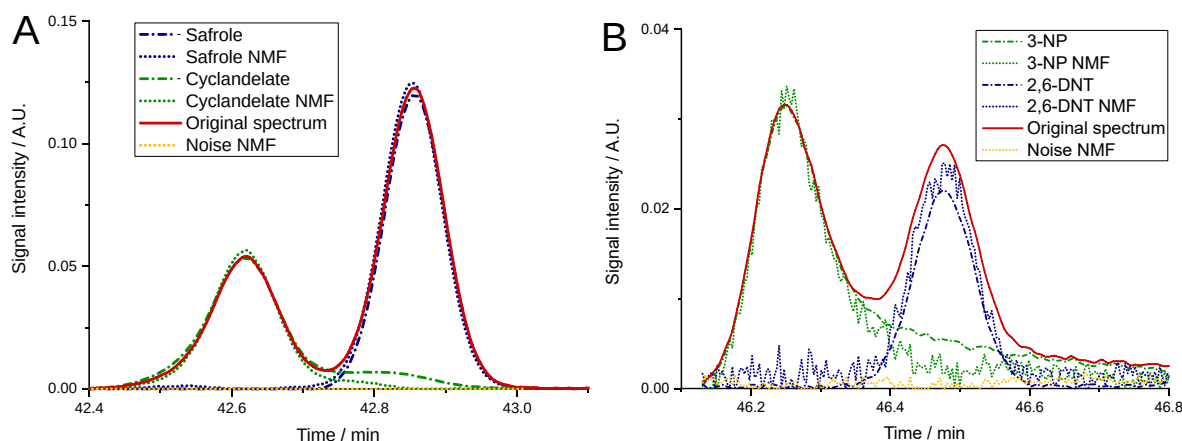 A
Signal intensity / A.U.
0.15
0.10
0.05
0.00
42.4
42.6
42.8
43.0
Time / min
Safrole
Safrole NMF
Cyclandelate
Cyclandelate NMF
Original spectrum
Noise NMF
B
Signal intensity / A.U.
0.04
0.02
0.00
46.2
46.4
46.6
46.8
Time / min
3-NP
3-NP NMF
2,6-DNT
2,6-DNT NMF
Original spectrum
Noise NMF